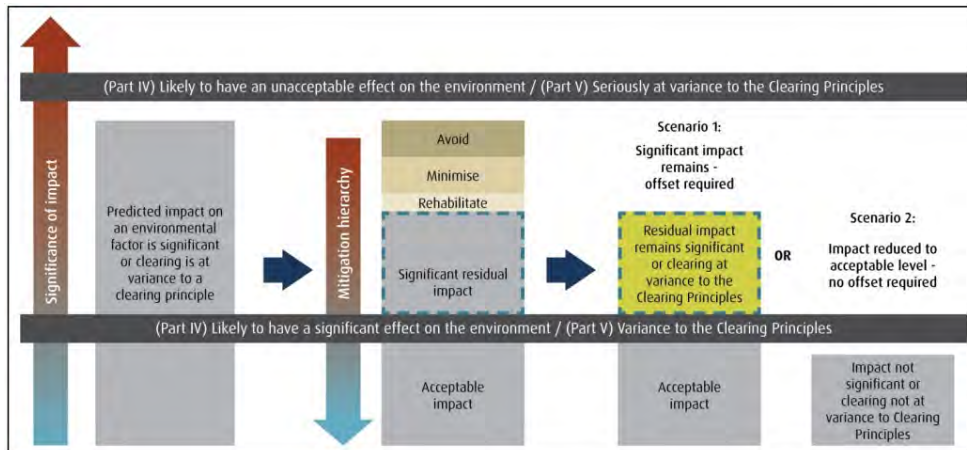 (Part IV) Likely to have an unacceptable effect on the environment / (Part V) Seriously at variance to the Clearing Principles
Significance of impact
Predicted impact on
an environmental
factor is significant
or clearing is at
variance to a
clearing principle
Mitigation hierarchy
Avoid
Minimise
Rehabilitate
Significant residual
impact
Scenario 1:
Significant impact
remains -
offset required
Residual impact
remains significant
or clearing at
variance to the
Clearing Principles
OR
Scenario 2:
Impact reduced to
acceptable level -
no offset required
(Part IV) Likely to have a significant effect on the environment / (Part V) Variance to the Clearing Principles
Acceptable
impact
Acceptable
impact
Impact not
significant or
clearing not at
variance to Clearing
Principles